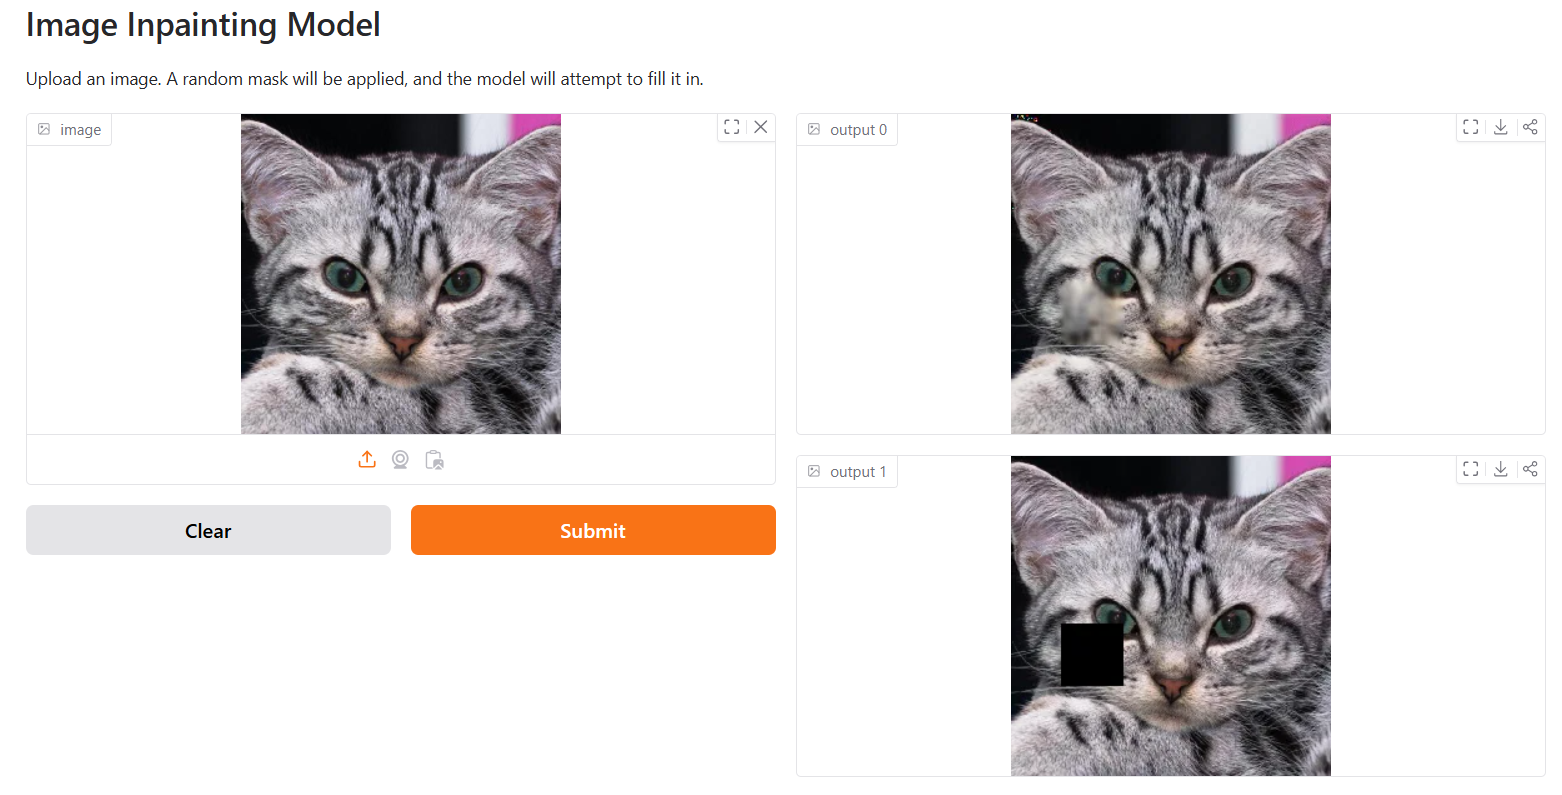 Image Inpainting Model
Upload an image. A random mask will be applied, and the model will attempt to fill it in.
image
output 0
Clear
Submit
output 1